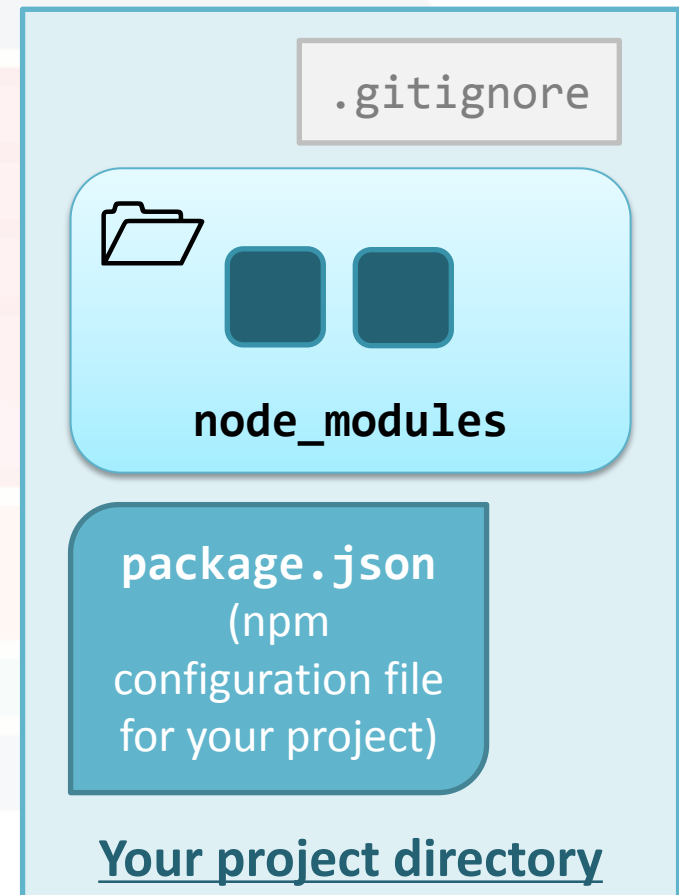 .gitignore
node_modules
package.json
(npm
configuration file
for your project)
Your project directory